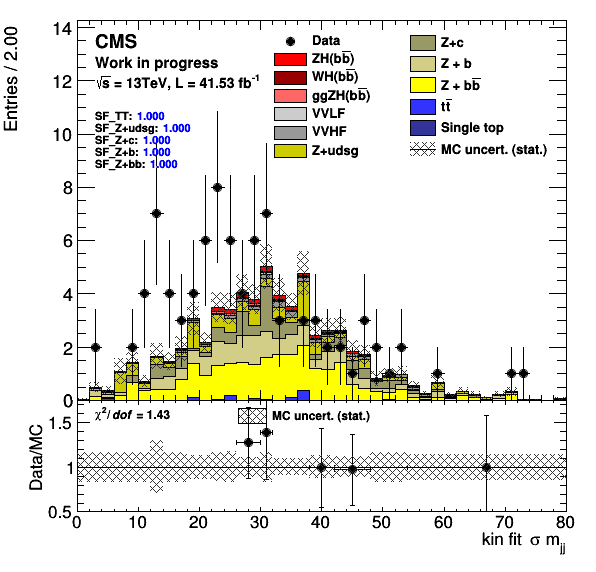 CMS
Work in progress
√s = 13TeV, L = 41.53 fb⁻¹
SF_TT: 1.000
SF_Z+udsg: 1.000
SF_Z+c: 1.000
SF_Z+b: 1.000
SF_Z+bb: 1.000
Data
ZH(bb̅)
WH(bb̅)
ggZH(bb̅)
VVLF
VVHF
Z+udsg
Z+c
Z + b
Z + bb̅
tt̅
Single top
MC uncert. (stat.)
Entries / 2.00
14
12
10
8
6
4
2
0
χ²/dof = 1.43
MC uncert. (stat.)
Data/MC
1.5
1
0.5
0 10 20 30 40 50 60 70 80
kin fit σ mjj